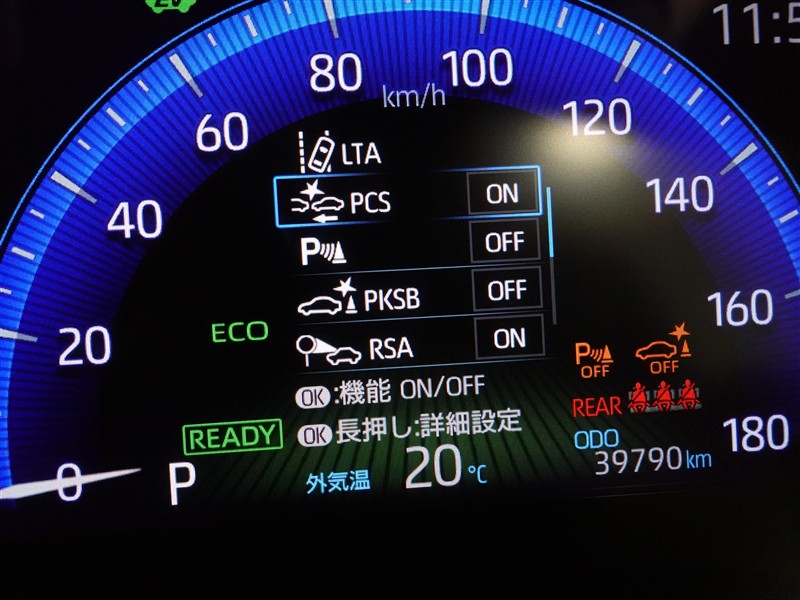 EV
11:5
80
100
km/h
60
120
LTA
PCS ON
40
140
P OFF
PKSB OFF
160
ECO
20
RSA ON
P OFF
OFF
OK:機能 ON/OFF
REAR
READY
OK長押し:詳細設定
ODO
180
0
P
外気温 20℃
39790km